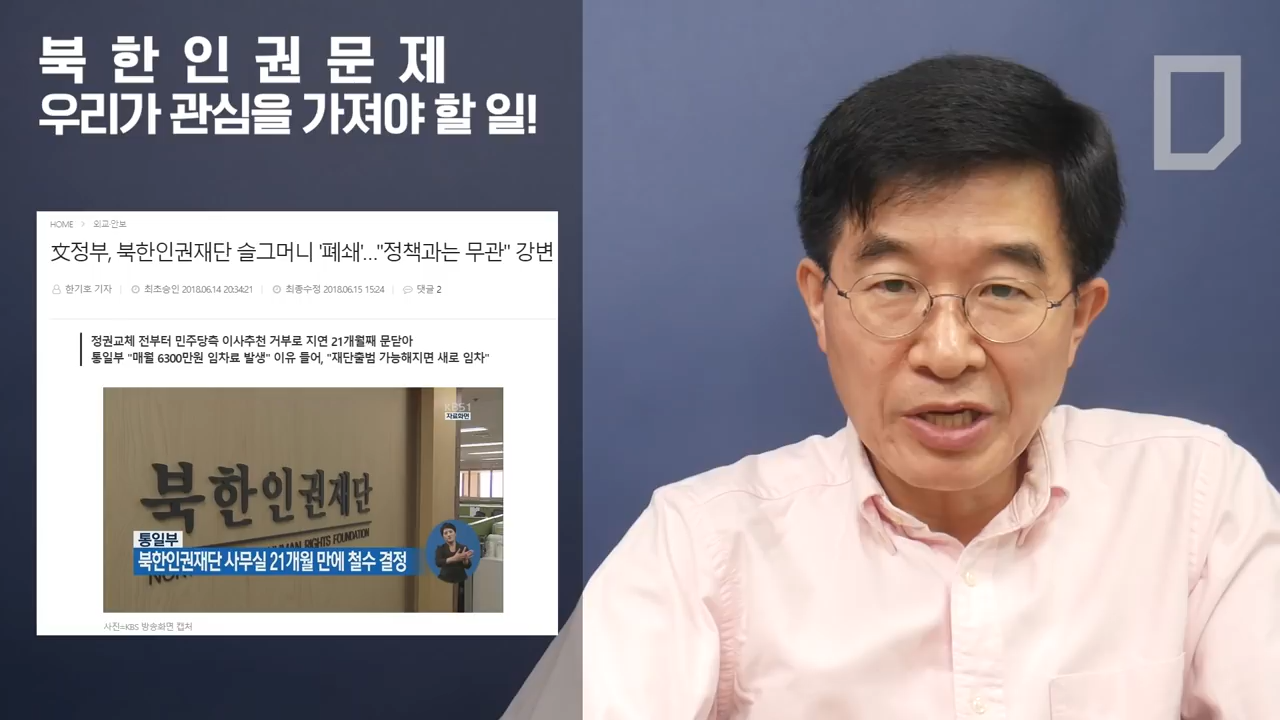 북한인권문제
우리가 관심을 가져야 할 일!
HOME > 외교·안보
文정부, 북한인권재단 슬그머니 '폐쇄'..."정책과는 무관" 강변
한기호 기자 | 최초승인 2018.06.14 20:34:21 | 최종수정 2018.06.15 15:24 | 댓글 2
정권교체 전부터 민주당측 이사추천 거부로 지연 21개월째 문닫아
통일부 "매월 6300만원 임차료 발생" 이유 들어, "재단출범 가능해지면 새로 임차"
KBS1
자료화면
북한인권재단
HUMAN RIGHTS FOUNDATION
통일부
북한인권재단 사무실 21개월 만에 철수 결정
사진=KBS 방송화면 캡처